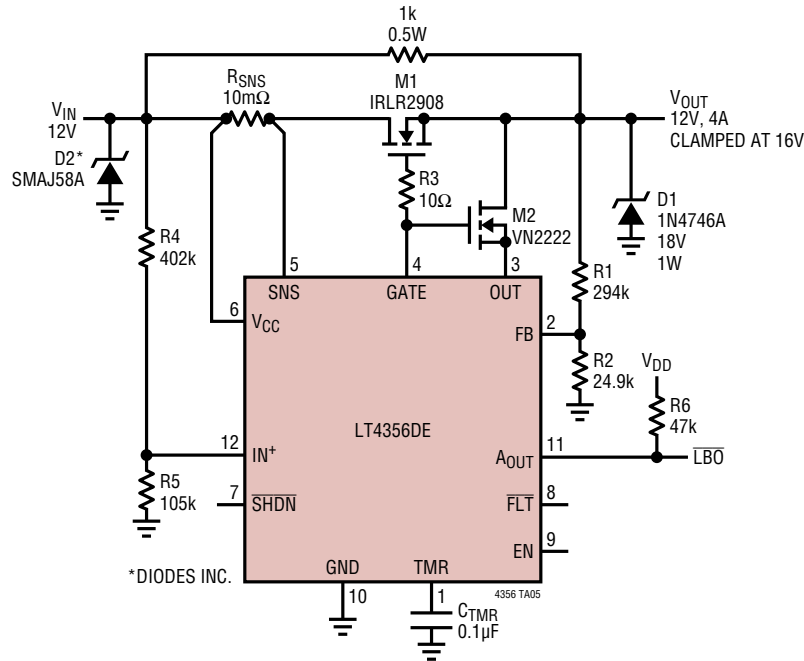 1k
0.5W
RSNS
10mΩ
M1
IRLR2908
VIN
12V
VOUT
12V, 4A
CLAMPED AT 16V
D2*
SMAJ58A
R3
10Ω
M2
VN2222
D1
1N4746A
18V
1W
R4
402k
5
4
3
R1
294k
SNS
GATE
OUT
6
VCC
2
FB
R2
24.9k
VDD
LT4356DE
R6
47k
12
IN+
11
AOUT
LBO
R5
105k
7
SHDN
8
FLT
9
EN
*DIODES INC.
GND
TMR
10
1
4356 TA05
CTMR
0.1µF